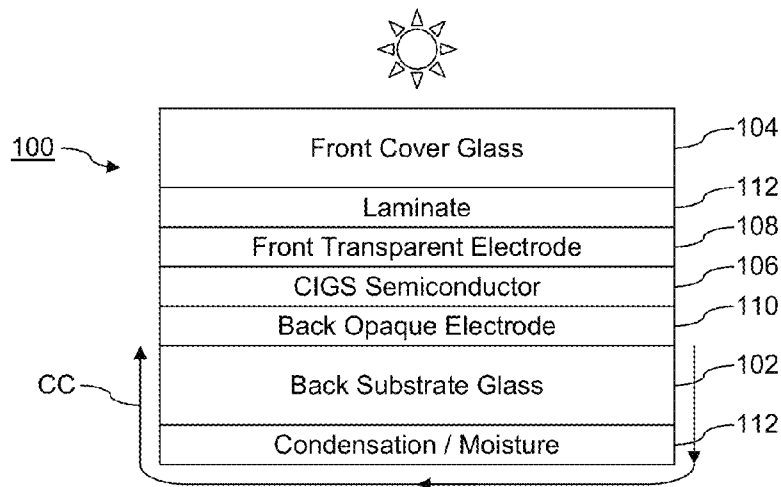 104
100
Front Cover Glass
112
Laminate
108
Front Transparent Electrode
106
CIGS Semiconductor
110
Back Opaque Electrode
CC
Back Substrate Glass
102
112
Condensation / Moisture